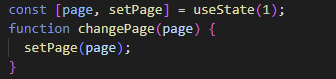 const [page, setPage] = useState(1);
function changePage(page) {
  setPage(page);
}